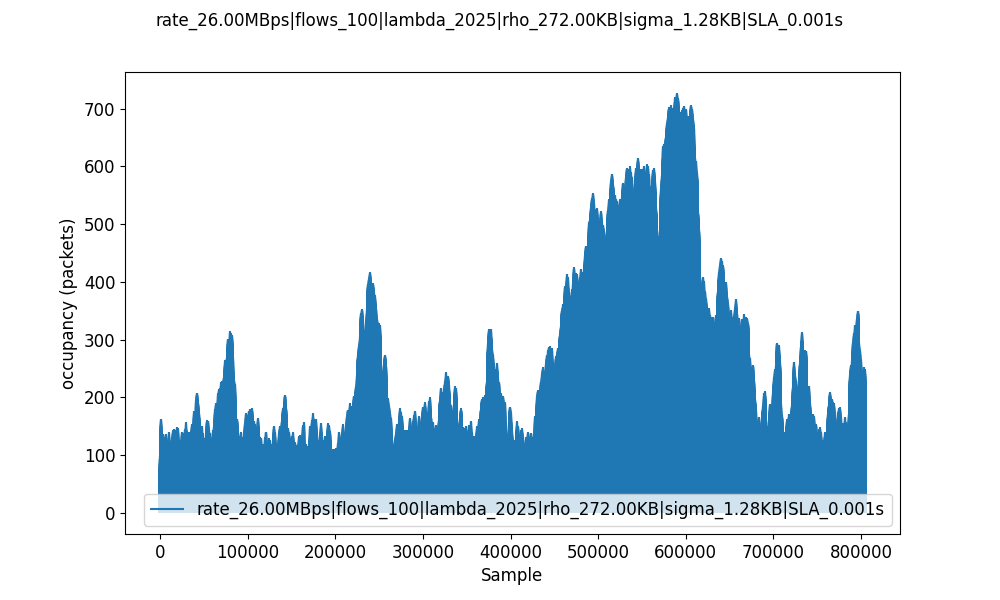 rate_26.00MBps|flows_100|lambda_2025|rho_272.00KB|sigma_1.28KB|SLA_0.001s
occupancy (packets)
700
600
500
400
300
200
100
0
rate_26.00MBps|flows_100|lambda_2025|rho_272.00KB|sigma_1.28KB|SLA_0.001s
0 100000 200000 300000 400000 500000 600000 700000 800000
Sample